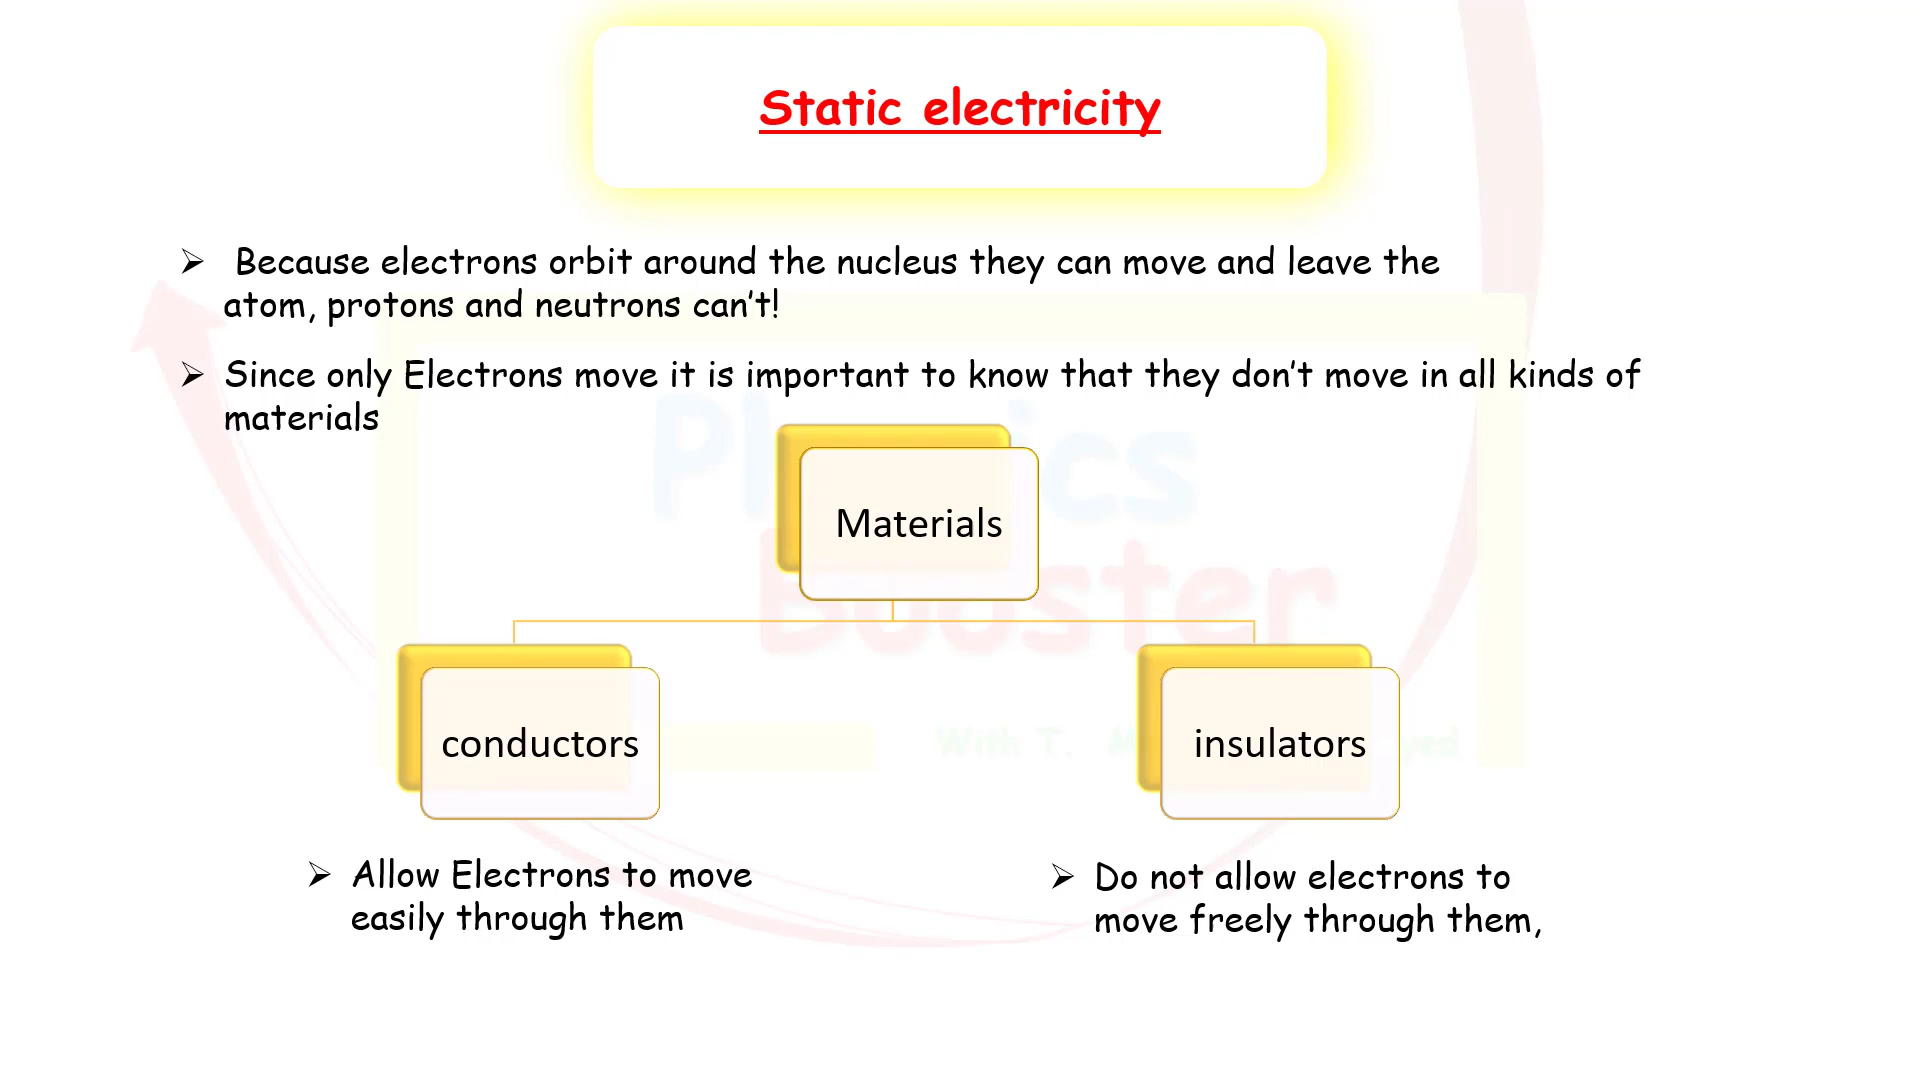 Static electricity
➢ Because electrons orbit around the nucleus they can move and leave the
atom, protons and neutrons can't!
➢ Since only Electrons move it is important to know that they don't move in all kinds of
materials
Materials
conductors
insulators
➢ Allow Electrons to move
easily through them
➢ Do not allow electrons to
move freely through them,
Booster
With T.